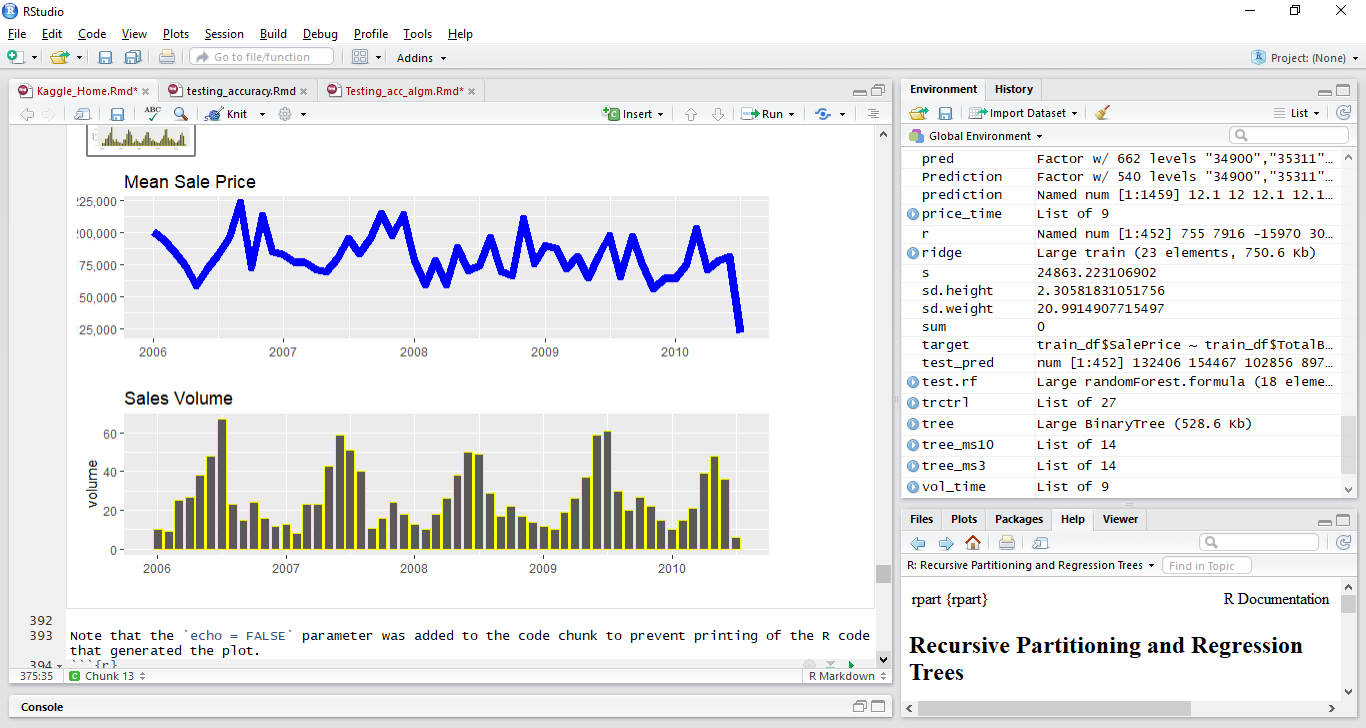 RStudio
File Edit Code View Plots Session Build Debug Profile Tools Help
Go to file/function Addins Project: (None)
Kaggle_Home.Rmd* testing_accuracy.Rmd Testing_acc_algm.Rmd*
ABC Knit Insert Run
Mean Sale Price
225,000
200,000
175,000
150,000
125,000
2006 2007 2008 2009 2010
Sales Volume
volume
60
40
20
0
2006 2007 2008 2009 2010
392
393 Note that the `echo = FALSE` parameter was added to the code chunk to prevent printing of the R code
that generated the plot.
394 ```{r}
375:35 C Chunk 13 R Markdown
Console
Environment History
Import Dataset List
Global Environment
pred Factor w/ 662 levels "34900","35311"…
Prediction Factor w/ 540 levels "34900","35311"…
prediction Named num [1:1459] 12.1 12 12.1 12.1…
price_time List of 9
r Named num [1:452] 755 7916 -15970 30…
ridge Large train (23 elements, 750.6 Kb)
s 24863.223106902
sd.height 2.30581831051756
sd.weight 20.9914907715497
sum 0
target train_df$SalePrice ~ train_df$TotalB…
test_pred num [1:452] 132406 154467 102856 897…
test.rf Large randomForest.formula (18 eleme…
trctrl List of 27
tree Large BinaryTree (528.6 Kb)
tree_ms10 List of 14
tree_ms3 List of 14
vol_time List of 9
Files Plots Packages Help Viewer
R: Recursive Partitioning and Regression Trees Find in Topic
rpart {rpart} R Documentation
Recursive Partitioning and Regression
Trees